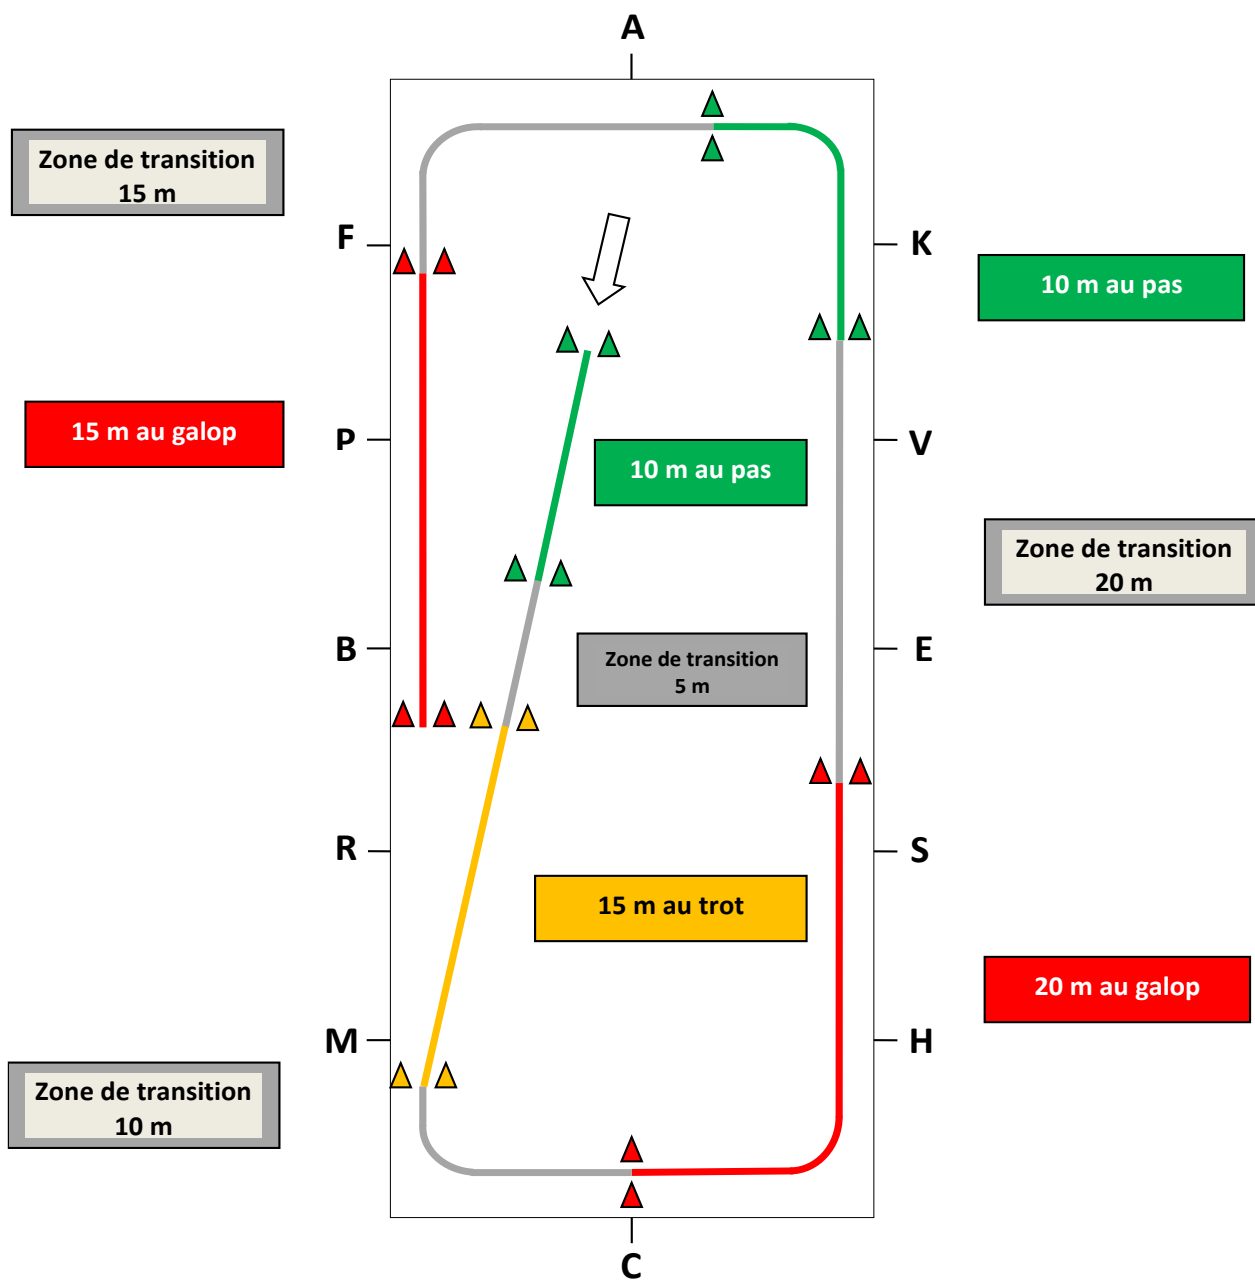 A
Zone de transition
15 m
F
K
10 m au pas
15 m au galop
P
V
10 m au pas
Zone de transition
20 m
B
E
Zone de transition
5 m
R
S
15 m au trot
20 m au galop
M
H
Zone de transition
10 m
C